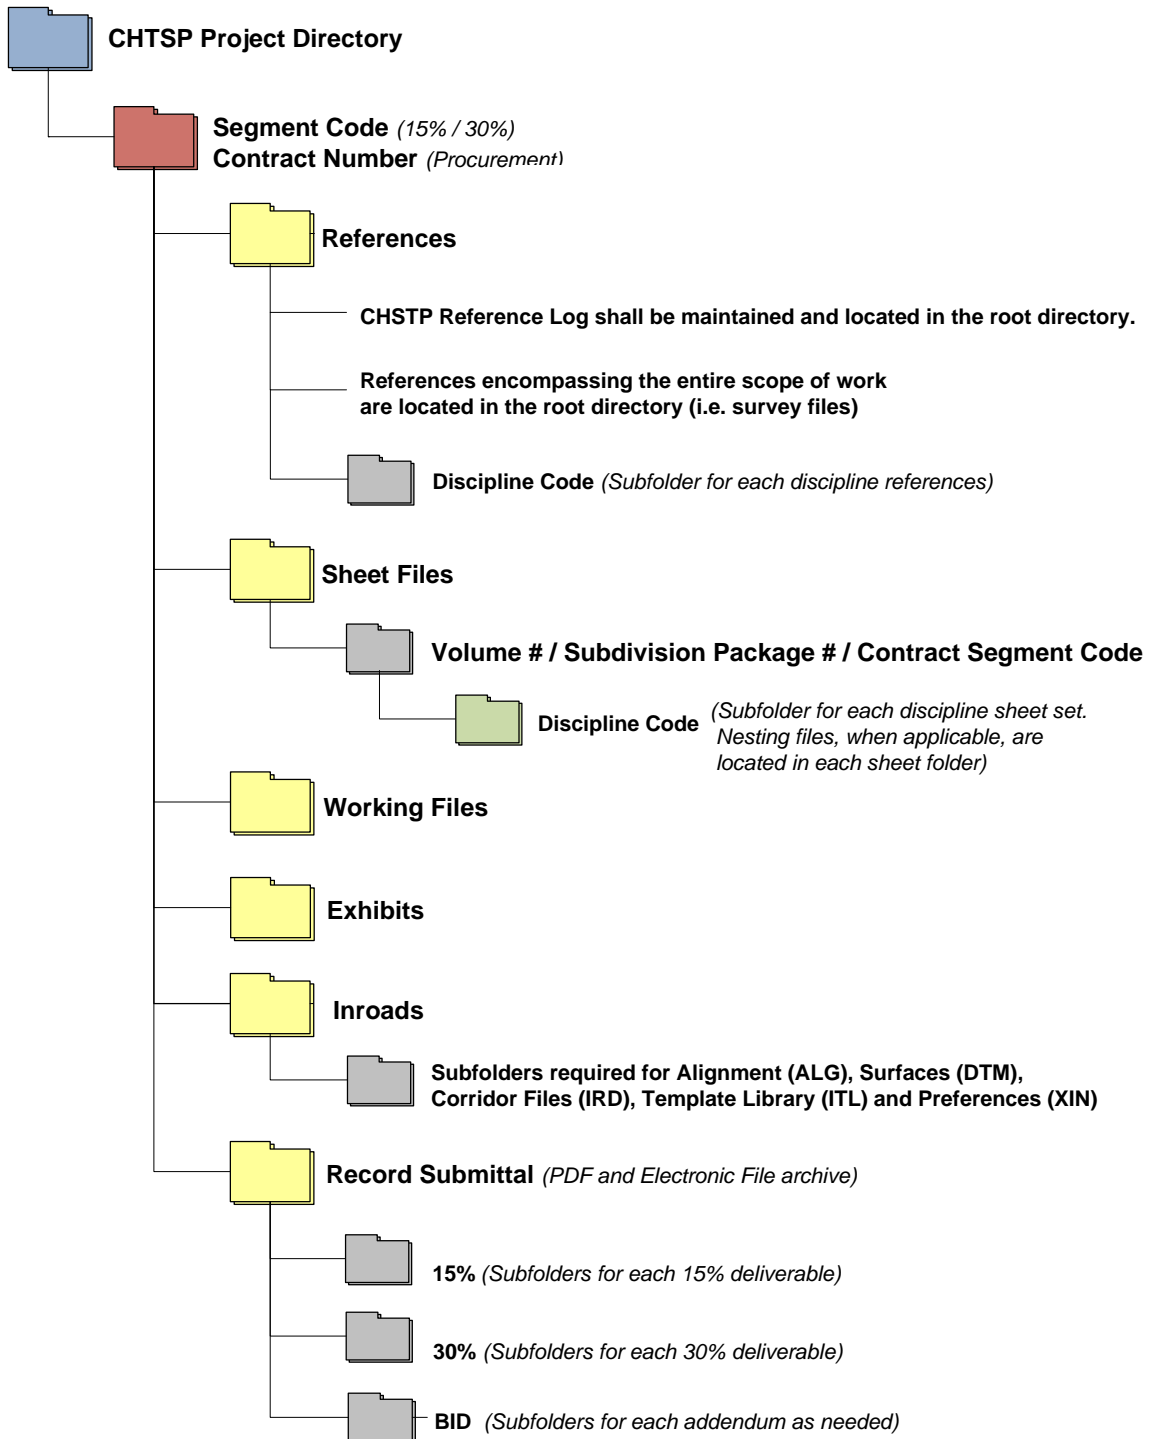 CHTSP Project Directory
Segment Code (15% / 30%)
Contract Number (Procurement)
References
CHSTP Reference Log shall be maintained and located in the root directory.
References encompassing the entire scope of work
are located in the root directory (i.e. survey files)
Discipline Code (Subfolder for each discipline references)
Sheet Files
Volume # / Subdivision Package # / Contract Segment Code
Discipline Code (Subfolder for each discipline sheet set.
Nesting files, when applicable, are
located in each sheet folder)
Working Files
Exhibits
Inroads
Subfolders required for Alignment (ALG), Surfaces (DTM),
Corridor Files (IRD), Template Library (ITL) and Preferences (XIN)
Record Submittal (PDF and Electronic File archive)
15% (Subfolders for each 15% deliverable)
30% (Subfolders for each 30% deliverable)
BID (Subfolders for each addendum as needed)